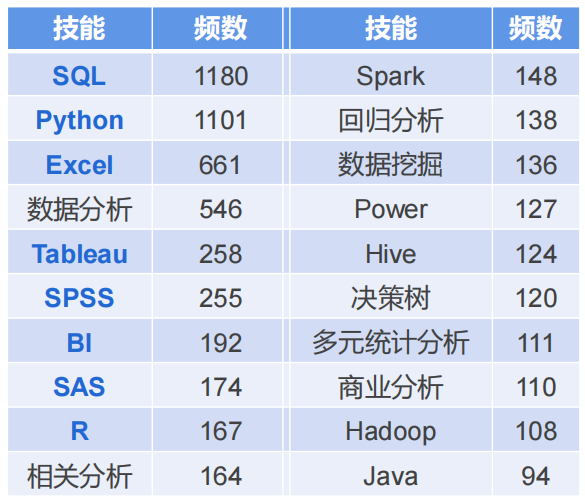 技能 频数 技能 频数
SQL 1180 Spark 148
Python 1101 回归分析 138
Excel 661 数据挖掘 136
数据分析 546 Power 127
Tableau 258 Hive 124
SPSS 255 决策树 120
BI 192 多元统计分析 111
SAS 174 商业分析 110
R 167 Hadoop 108
相关分析 164 Java 94